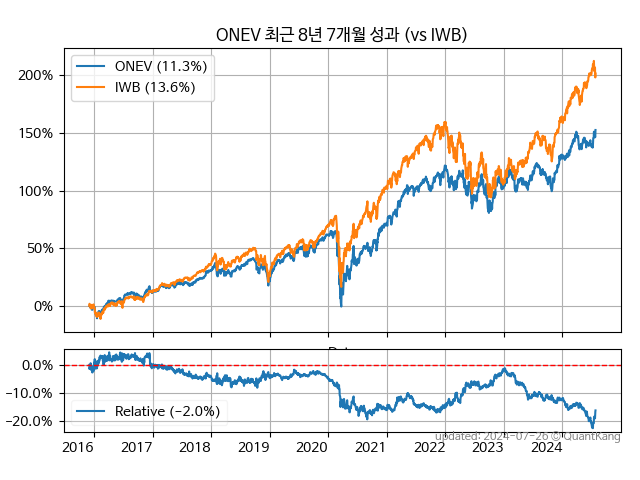 ONEV 최근 8년 7개월 성과 (vs IWB)
ONEV (11.3%)
IWB (13.6%)
200%
150%
100%
50%
0%
0.0%
−10.0%
−20.0%
Relative (−2.0%)
2016 2017 2018 2019 2020 2021 2022 2023 2024
updated: 2024-07-26 © QuantKang